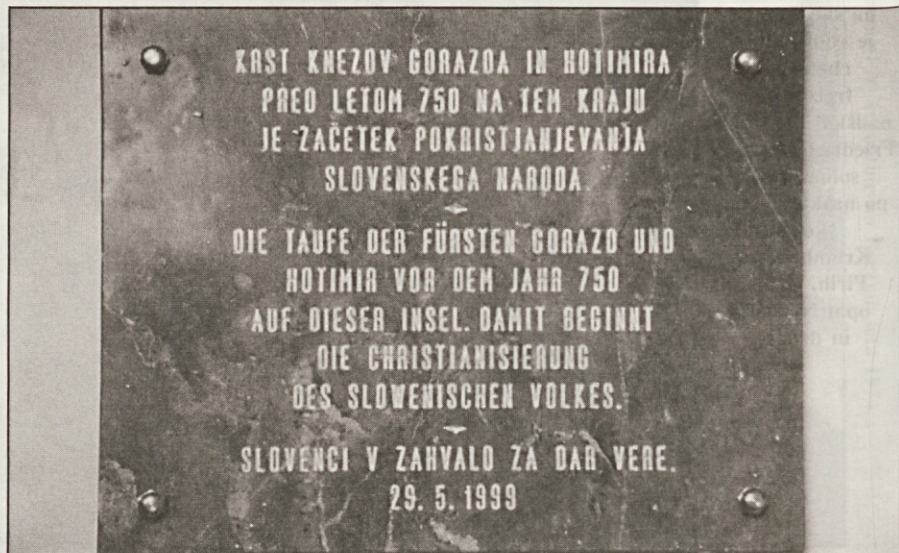 KRST KNEZOV GORAZDA IN HOTIMIRA
PRED LETOM 750 NA TEM KRAJU
JE ZAČETEK POKRISTJANJEVANJA
SLOVENSKEGA NARODA.
DIE TAUFE DER FÜRSTEN GORAZD UND
HOTIMIR VOR DEM JAHR 750
AUF DIESER INSEL. DAMIT BEGINNT
DIE CHRISTIANISIERUNG
DES SLOWENISCHEN VOLKES.
SLOVENCI V ZAHVALO ZA DAR VERE.
29. 5. 1999